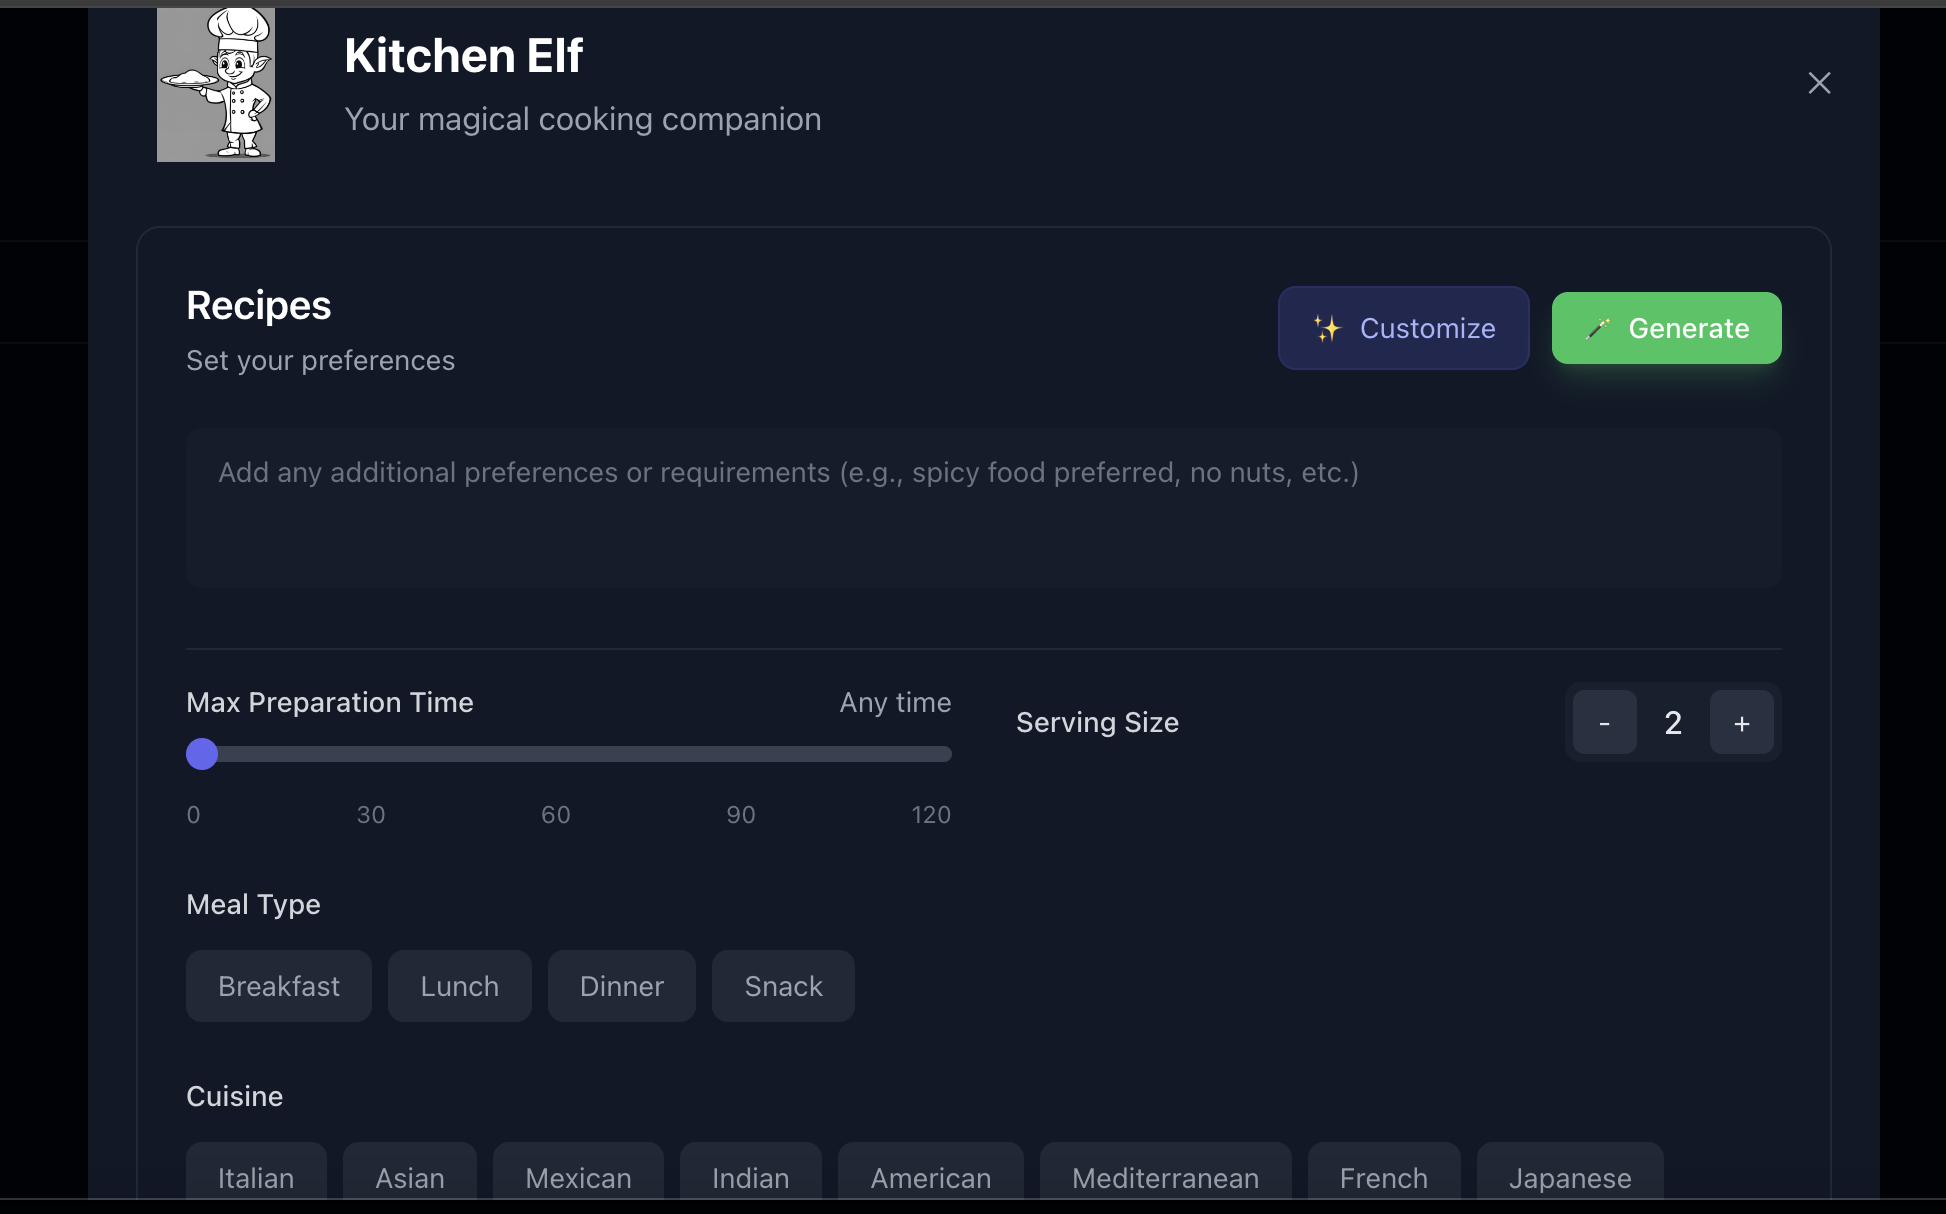 Kitchen Elf
Your magical cooking companion
Recipes
Set your preferences
Customize
Generate
Add any additional preferences or requirements (e.g., spicy food preferred, no nuts, etc.)
Max Preparation Time
Any time
0 30 60 90 120
Serving Size
- 2 +
Meal Type
Breakfast Lunch Dinner Snack
Cuisine
Italian Asian Mexican Indian American Mediterranean French Japanese